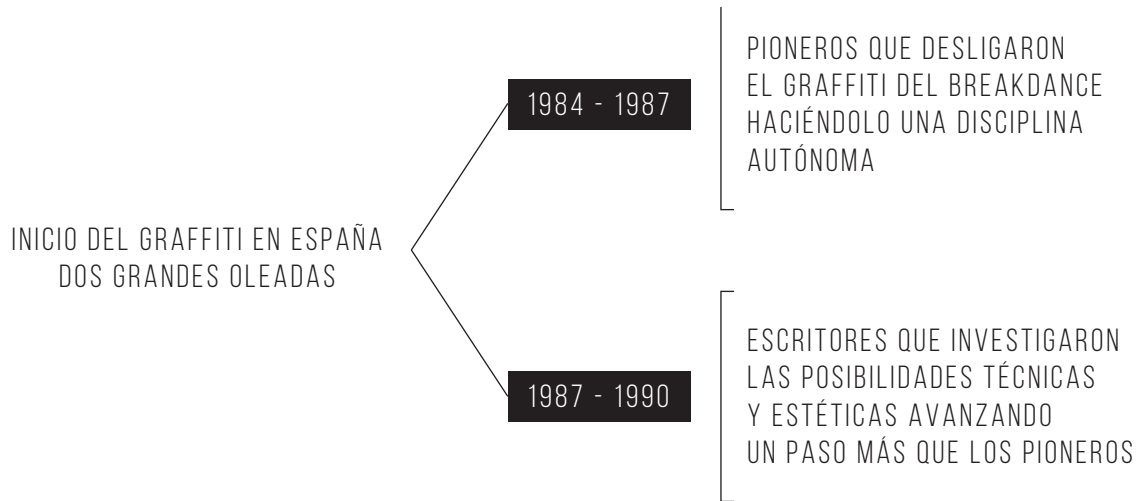 INICIO DEL GRAFFITI EN ESPAÑA
DOS GRANDES OLEADAS
1984 - 1987
PIONEROS QUE DESLIGARON
EL GRAFFITI DEL BREAKDANCE
HACIÉNDOLO UNA DISCIPLINA
AUTÓNOMA
1987 - 1990
ESCRITORES QUE INVESTIGARON
LAS POSIBILIDADES TÉCNICAS
Y ESTÉTICAS AVANZANDO
UN PASO MÁS QUE LOS PIONEROS